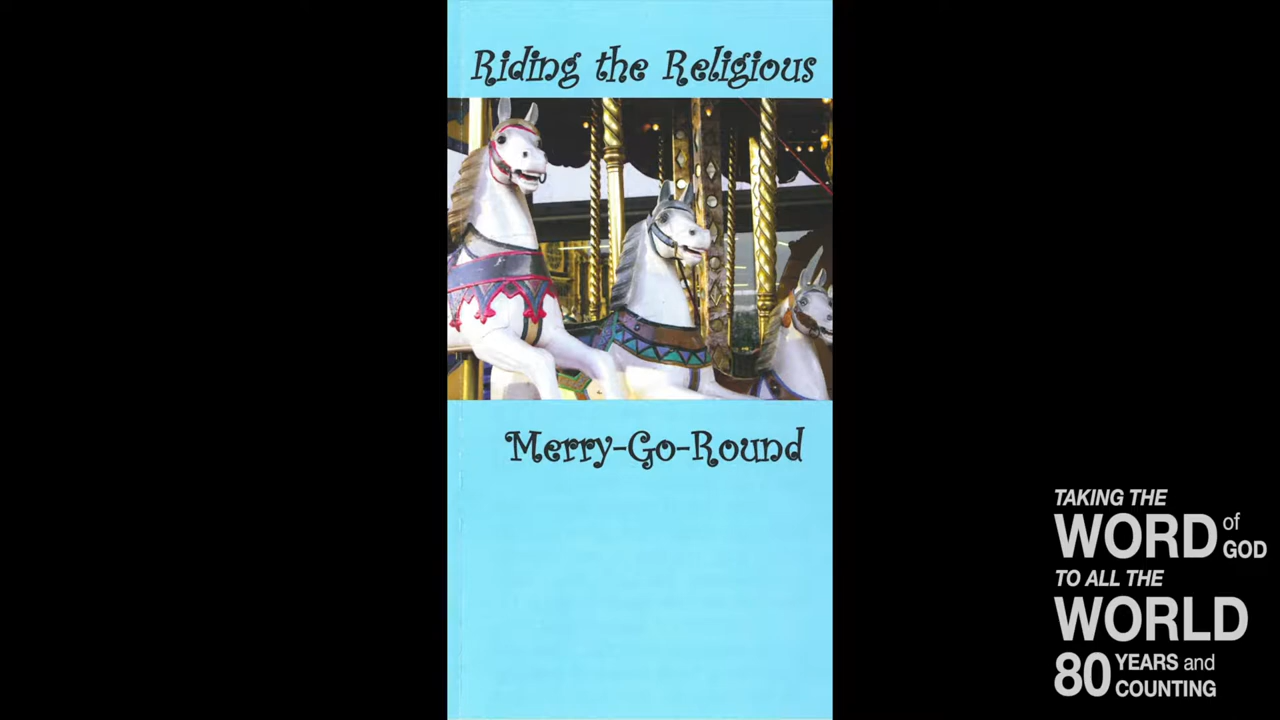 Riding the Religious
Merry-Go-Round
TAKING THE
WORD of GOD
TO ALL THE
WORLD
80 YEARS and
COUNTING